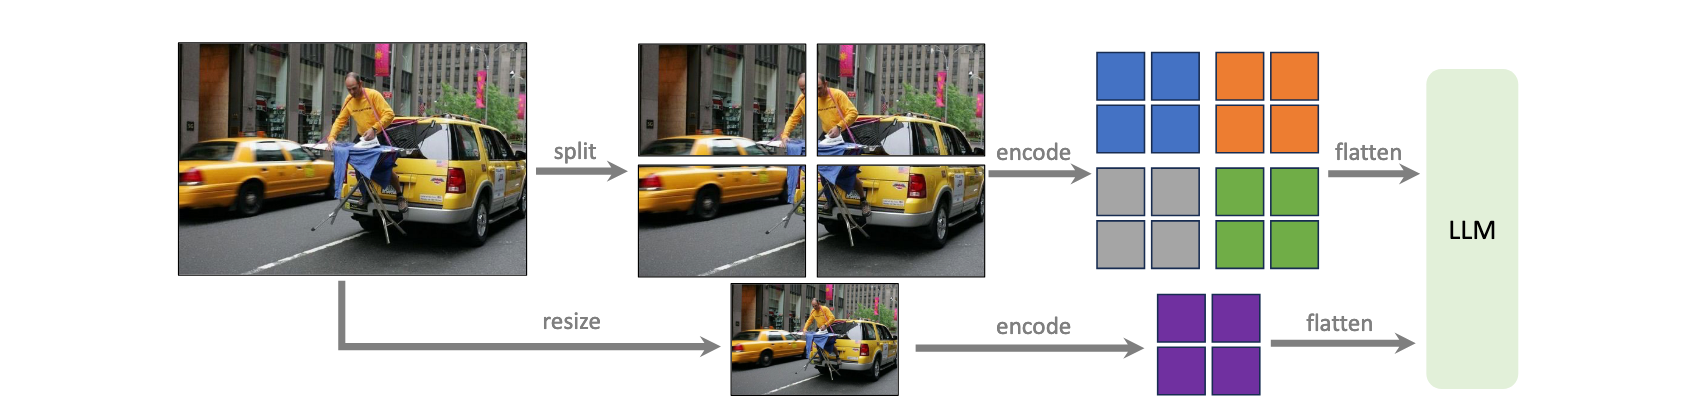 split
encode
flatten
LLM
resize
encode
flatten